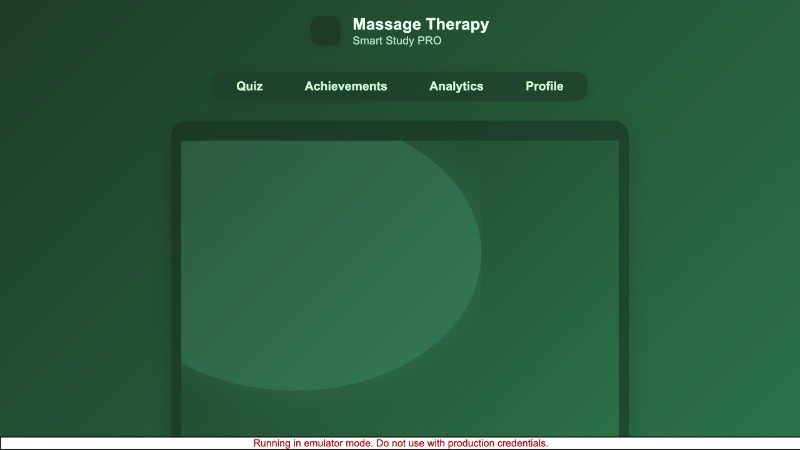 Massage Therapy
Smart Study PRO
Quiz Achievements Analytics Profile
Running in emulator mode. Do not use with production credentials.